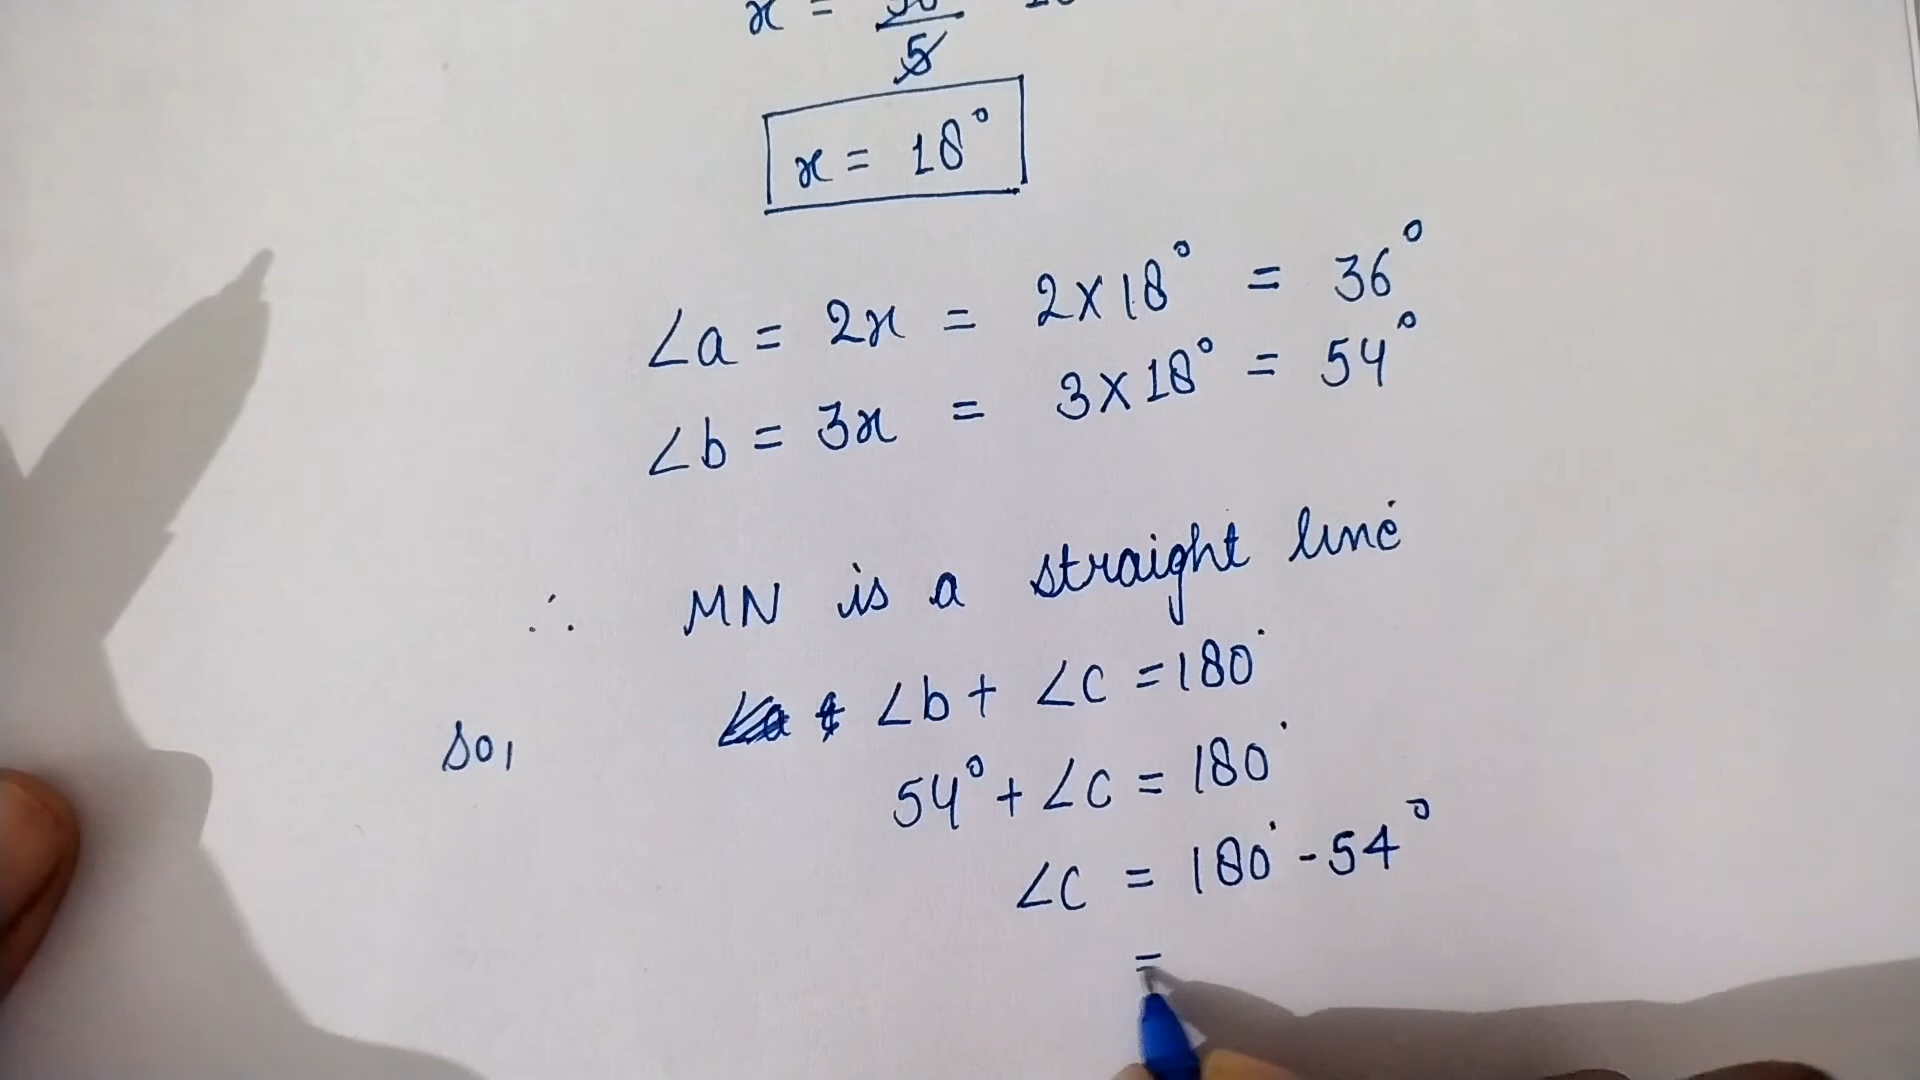 x =
5
x = 18°
∠a = 2x = 2×18° = 36°
∠b = 3x = 3×18° = 54°
∴ MN is a straight line
So, ∠b + ∠C = 180°
54° + ∠C = 180°
∠C = 180° - 54°
=